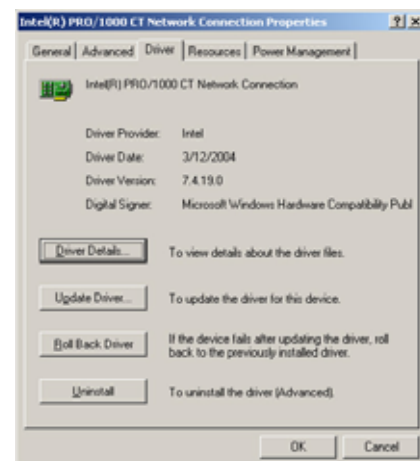 Intel(R) PRO/1000 CT Network Connection Properties ? ×
General Advanced Driver Resources Power Management
Intel(R) PRO/1000 CT Network Connection
Driver Provider: Intel
Driver Date: 3/12/2004
Driver Version: 7.4.19.0
Digital Signer: Microsoft Windows Hardware Compatibility Publ
Driver Details... To view details about the driver files.
Update Driver... To update the driver for this device.
Roll Back Driver If the device fails after updating the driver, roll
back to the previously installed driver.
Uninstall To uninstall the driver (Advanced).
OK Cancel